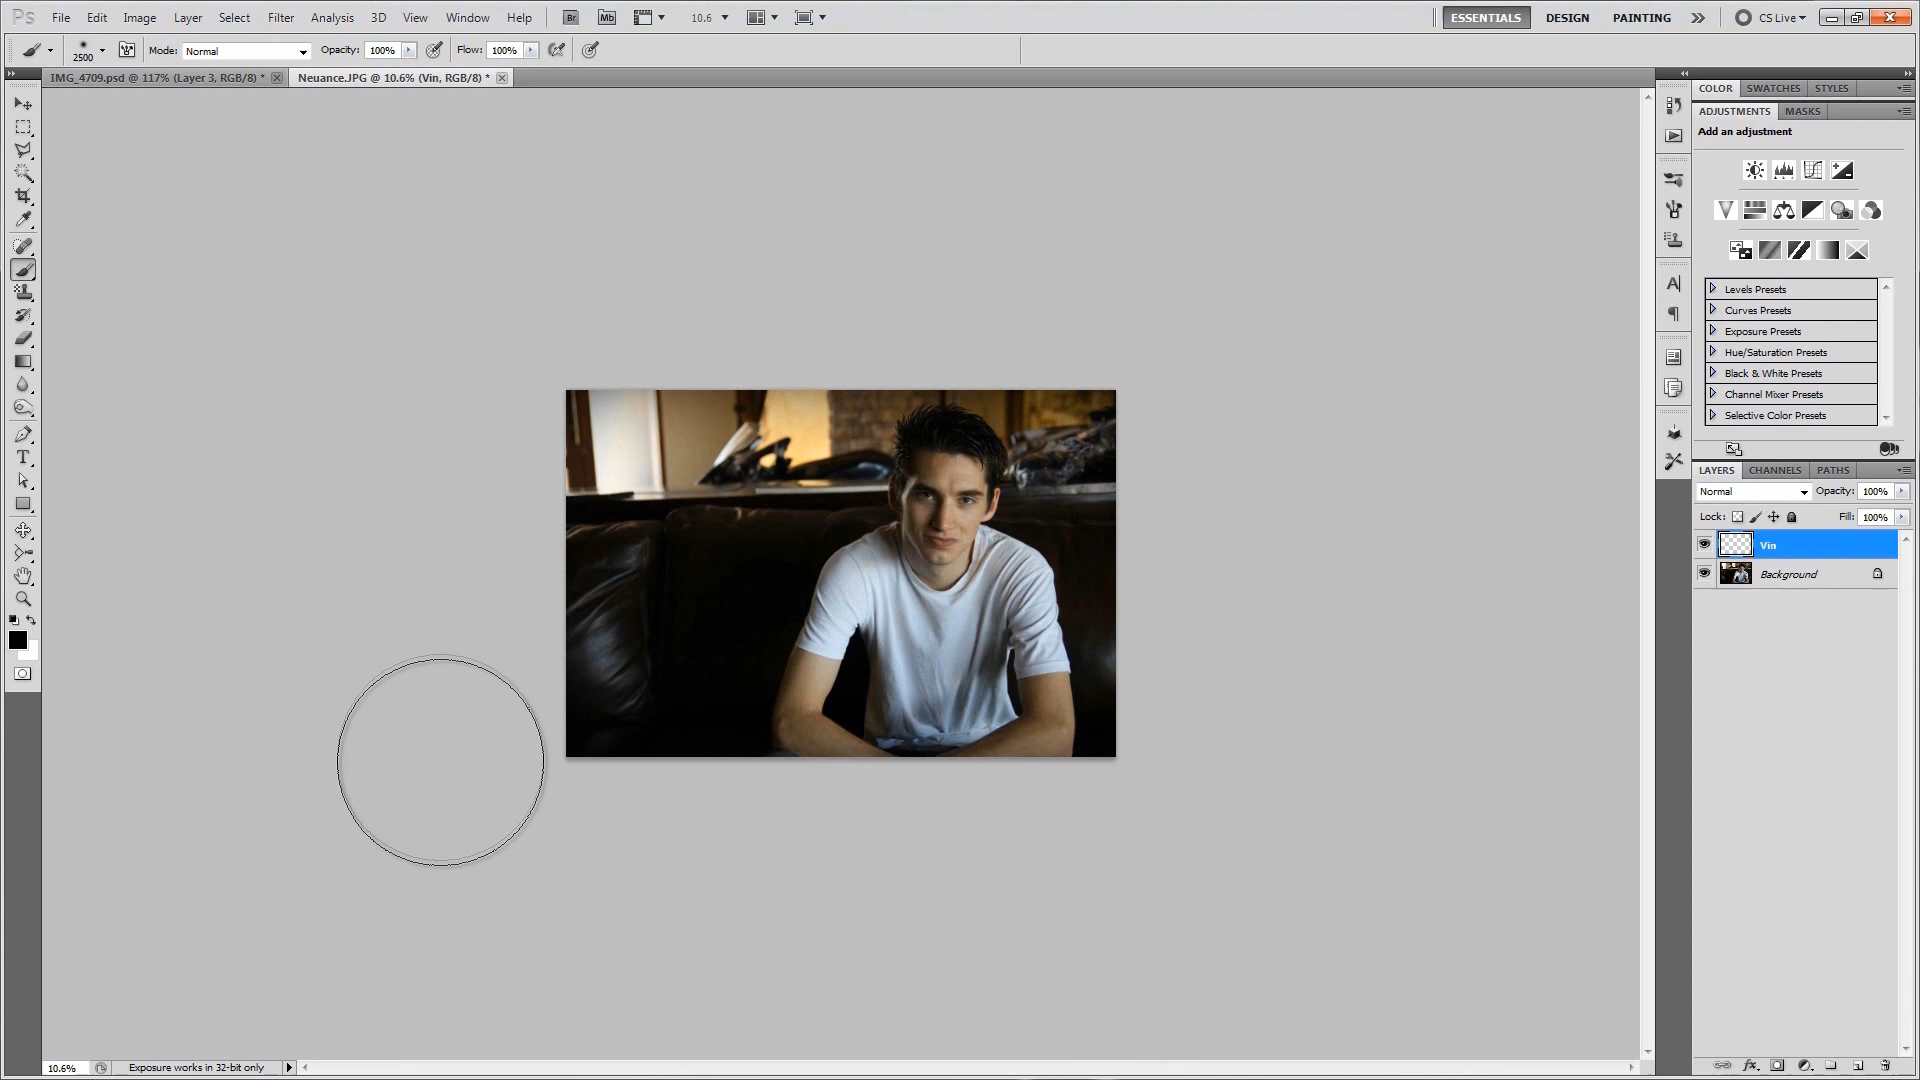 Ps File Edit Image Layer Select Filter Analysis 3D View Window Help Br Mb 10.6 ESSENTIALS DESIGN PAINTING CS Live
2500 Mode: Normal Opacity: 100% Flow: 100%
IMG_4709.psd @ 117% (Layer 3, RGB/8) * Neuance.JPG @ 10.6% (Vin, RGB/8) *
COLOR SWATCHES STYLES
ADJUSTMENTS MASKS
Add an adjustment
Levels Presets
Curves Presets
Exposure Presets
Hue/Saturation Presets
Black & White Presets
Channel Mixer Presets
Selective Color Presets
LAYERS CHANNELS PATHS
Normal Opacity: 100%
Lock: Fill: 100%
Vin
Background
10.6% Exposure works in 32-bit only